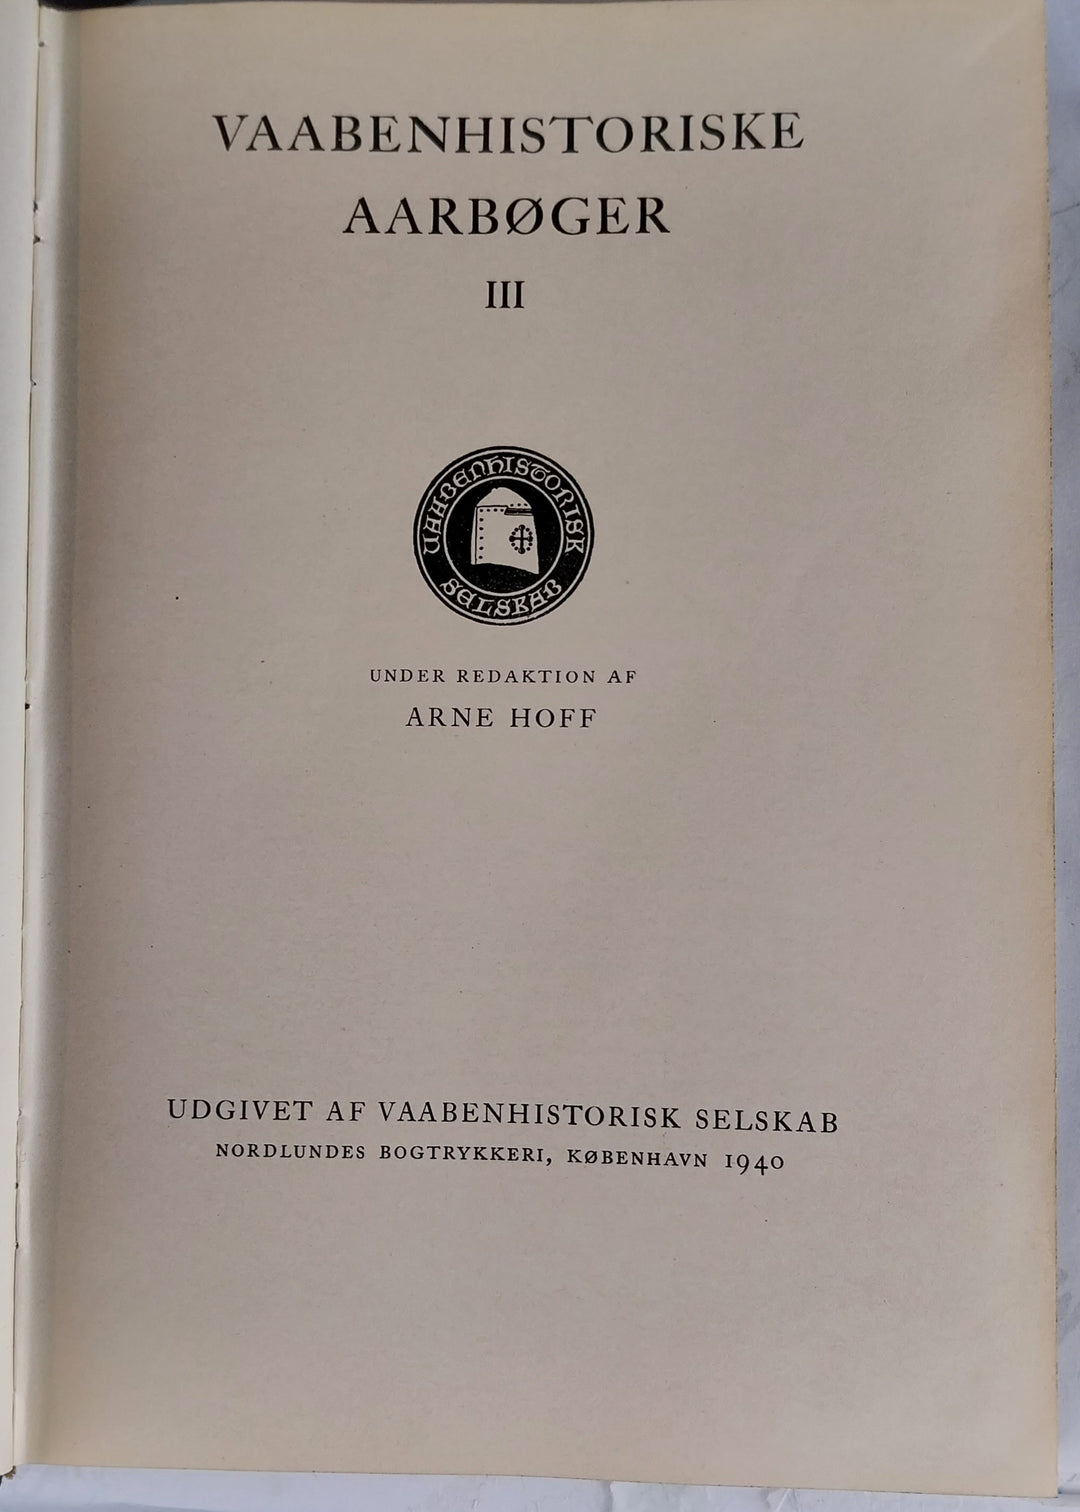 VAABENHISTORISKE
AARBØGER
III
VAABENHISTORISK
SELSKAB
UNDER REDAKTION AF
ARNE HOFF
UDGIVET AF VAABENHISTORISK SELSKAB
NORDLUNDES BOGTRYKKERI, KØBENHAVN 1940